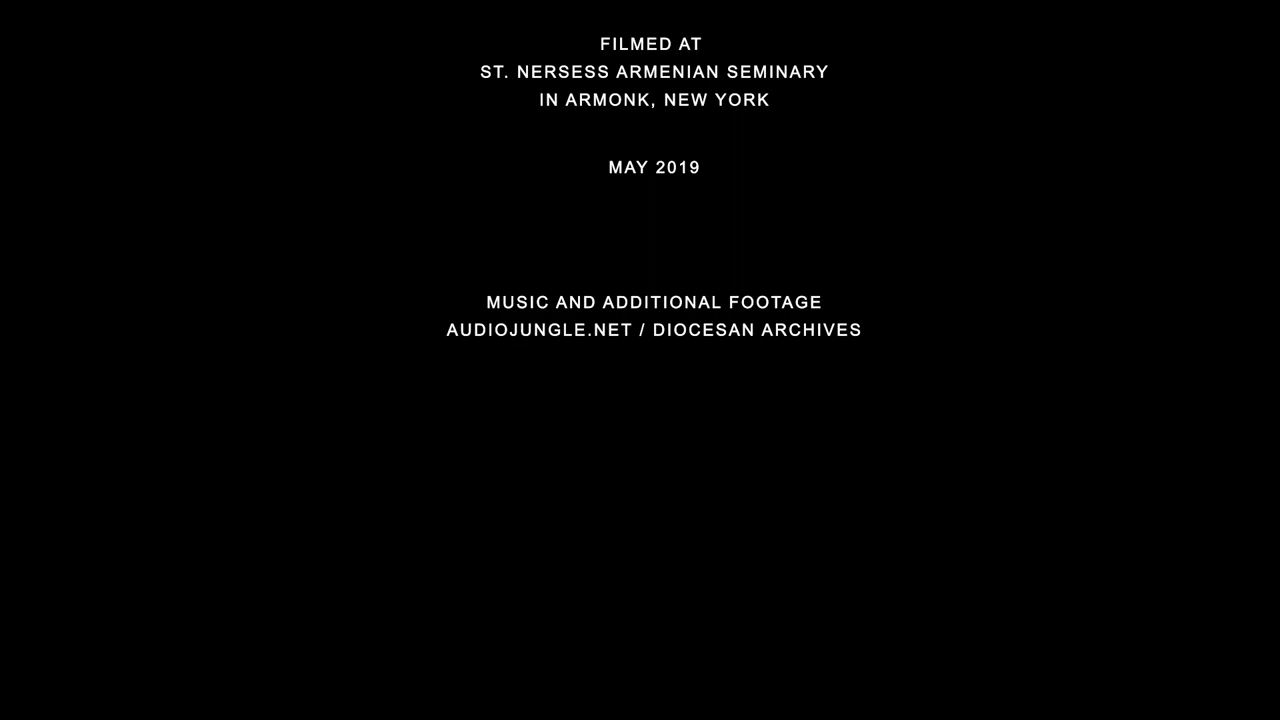 FILMED AT
ST. NERSESS ARMENIAN SEMINARY
IN ARMONK, NEW YORK
MAY 2019
MUSIC AND ADDITIONAL FOOTAGE
AUDIOJUNGLE.NET / DIOCESAN ARCHIVES